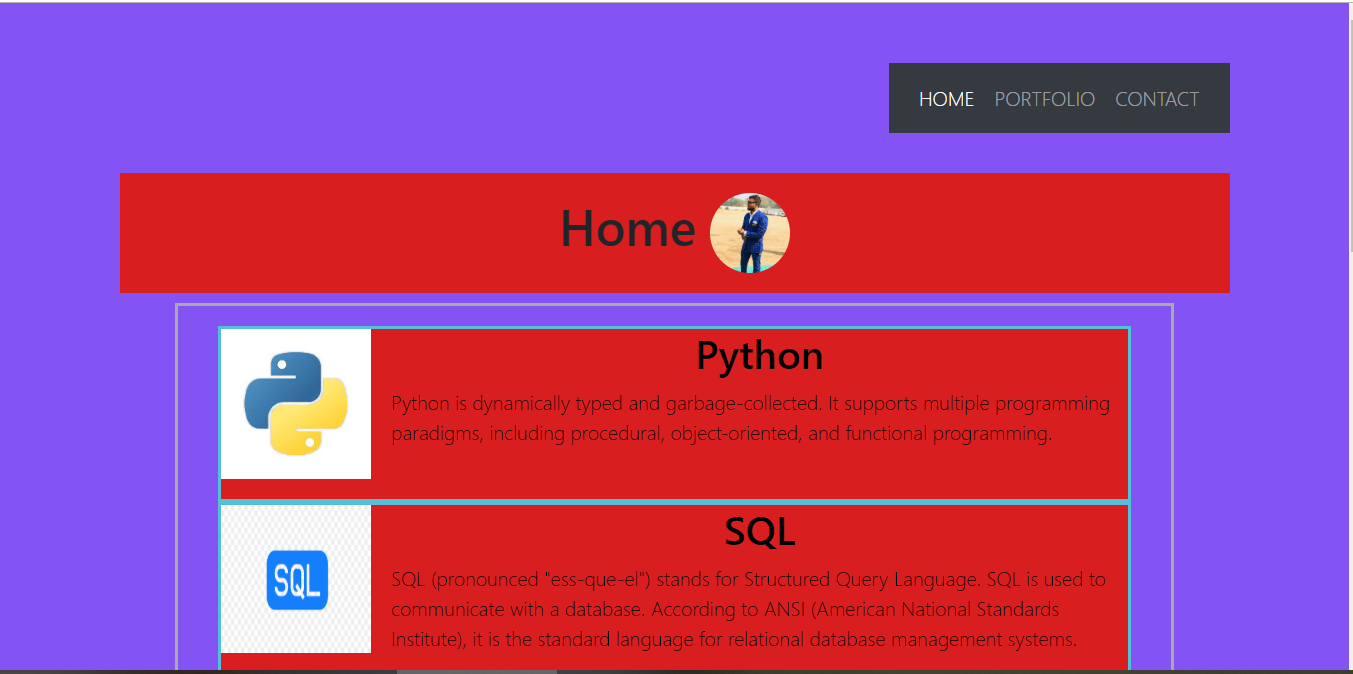 HOME PORTFOLIO CONTACT
Home
Python
Python is dynamically typed and garbage-collected. It supports multiple programming
paradigms, including procedural, object-oriented, and functional programming.
SQL
SQL
SQL (pronounced "ess-que-el") stands for Structured Query Language. SQL is used to
communicate with a database. According to ANSI (American National Standards
Institute), it is the standard language for relational database management systems.